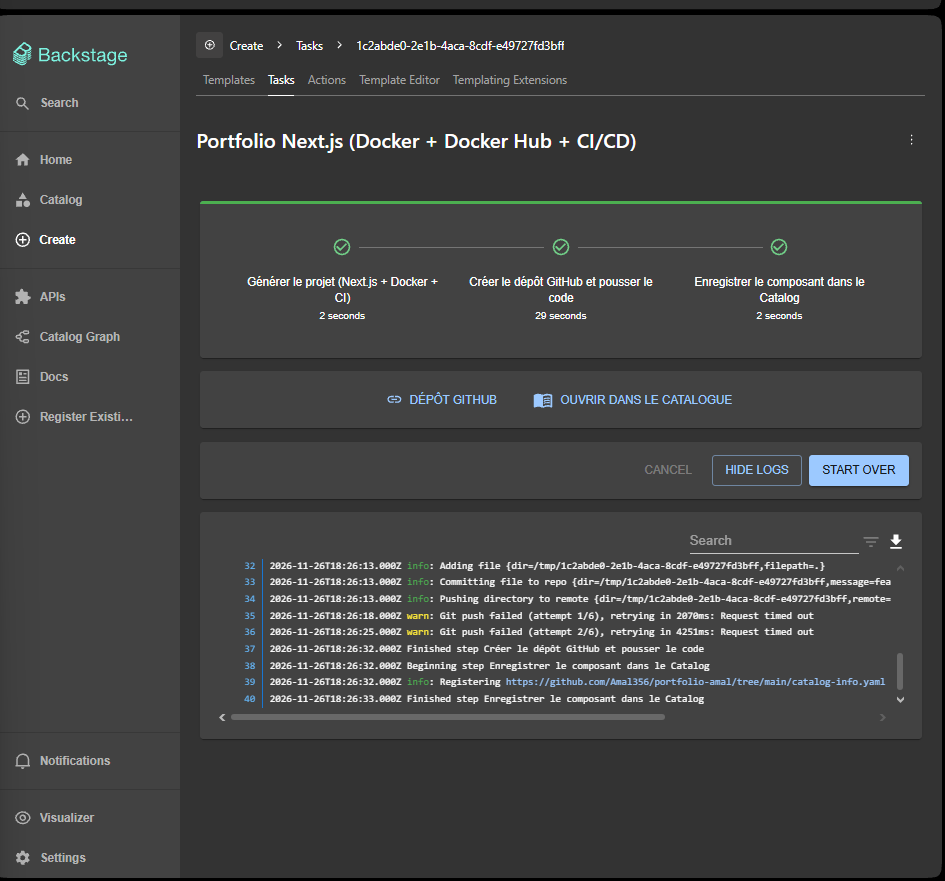 Backstage
Search
Home
Catalog
Create
APIs
Catalog Graph
Docs
Register Existi...
Notifications
Visualizer
Settings
Create > Tasks > 1c2abde0-2e1b-4aca-8cdf-e49727fd3bff
Templates Tasks Actions Template Editor Templating Extensions
Portfolio Next.js (Docker + Docker Hub + CI/CD)
Générer le projet (Next.js + Docker +
CI)
2 seconds
Créer le dépôt GitHub et pousser le
code
29 seconds
Enregistrer le composant dans le
Catalog
2 seconds
DÉPÔT GITHUB OUVRIR DANS LE CATALOGUE
CANCEL HIDE LOGS START OVER
Search
32 2026-11-26T18:26:13.000Z info: Adding file {dir=/tmp/1c2abde0-2e1b-4aca-8cdf-e49727fd3bff,filepath=.}
33 2026-11-26T18:26:13.000Z info: Committing file to repo {dir=/tmp/1c2abde0-2e1b-4aca-8cdf-e49727fd3bff,message=fea
34 2026-11-26T18:26:13.000Z info: Pushing directory to remote {dir=/tmp/1c2abde0-2e1b-4aca-8cdf-e49727fd3bff,remote=
35 2026-11-26T18:26:18.000Z warn: Git push failed (attempt 1/6), retrying in 2070ms: Request timed out
36 2026-11-26T18:26:25.000Z warn: Git push failed (attempt 2/6), retrying in 4251ms: Request timed out
37 2026-11-26T18:26:32.000Z Finished step Créer le dépôt GitHub et pousser le code
38 2026-11-26T18:26:32.000Z Beginning step Enregistrer le composant dans le Catalog
39 2026-11-26T18:26:32.000Z info: Registering https://github.com/Amal356/portfolio-amal/tree/main/catalog-info.yaml
40 2026-11-26T18:26:33.000Z Finished step Enregistrer le composant dans le Catalog